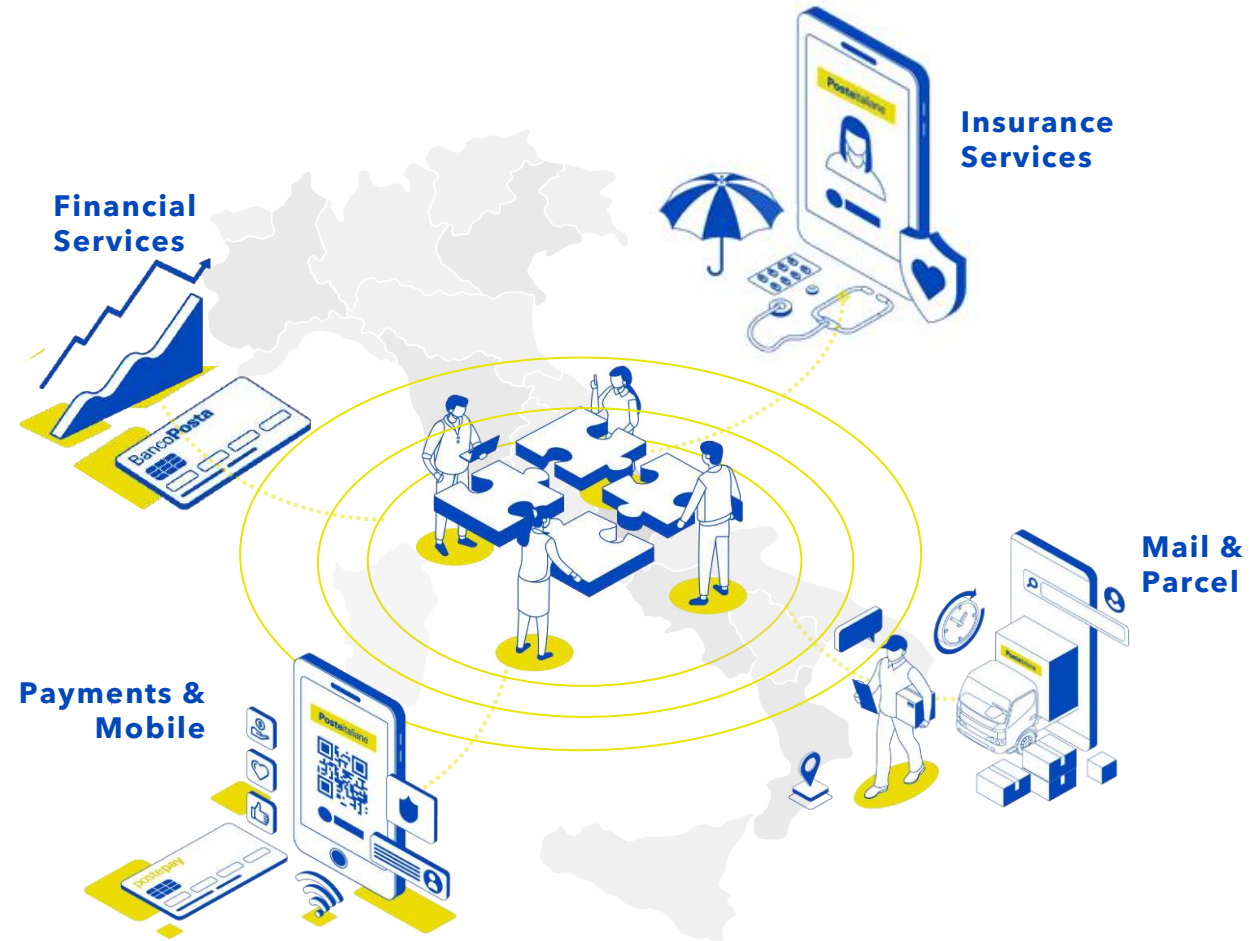 Posteitaliane
Insurance
Services
Financial
Services
BancoPosta
Mail &
Parcel
Posteitaliane
Payments &
Mobile
Posteitaliane
postepay